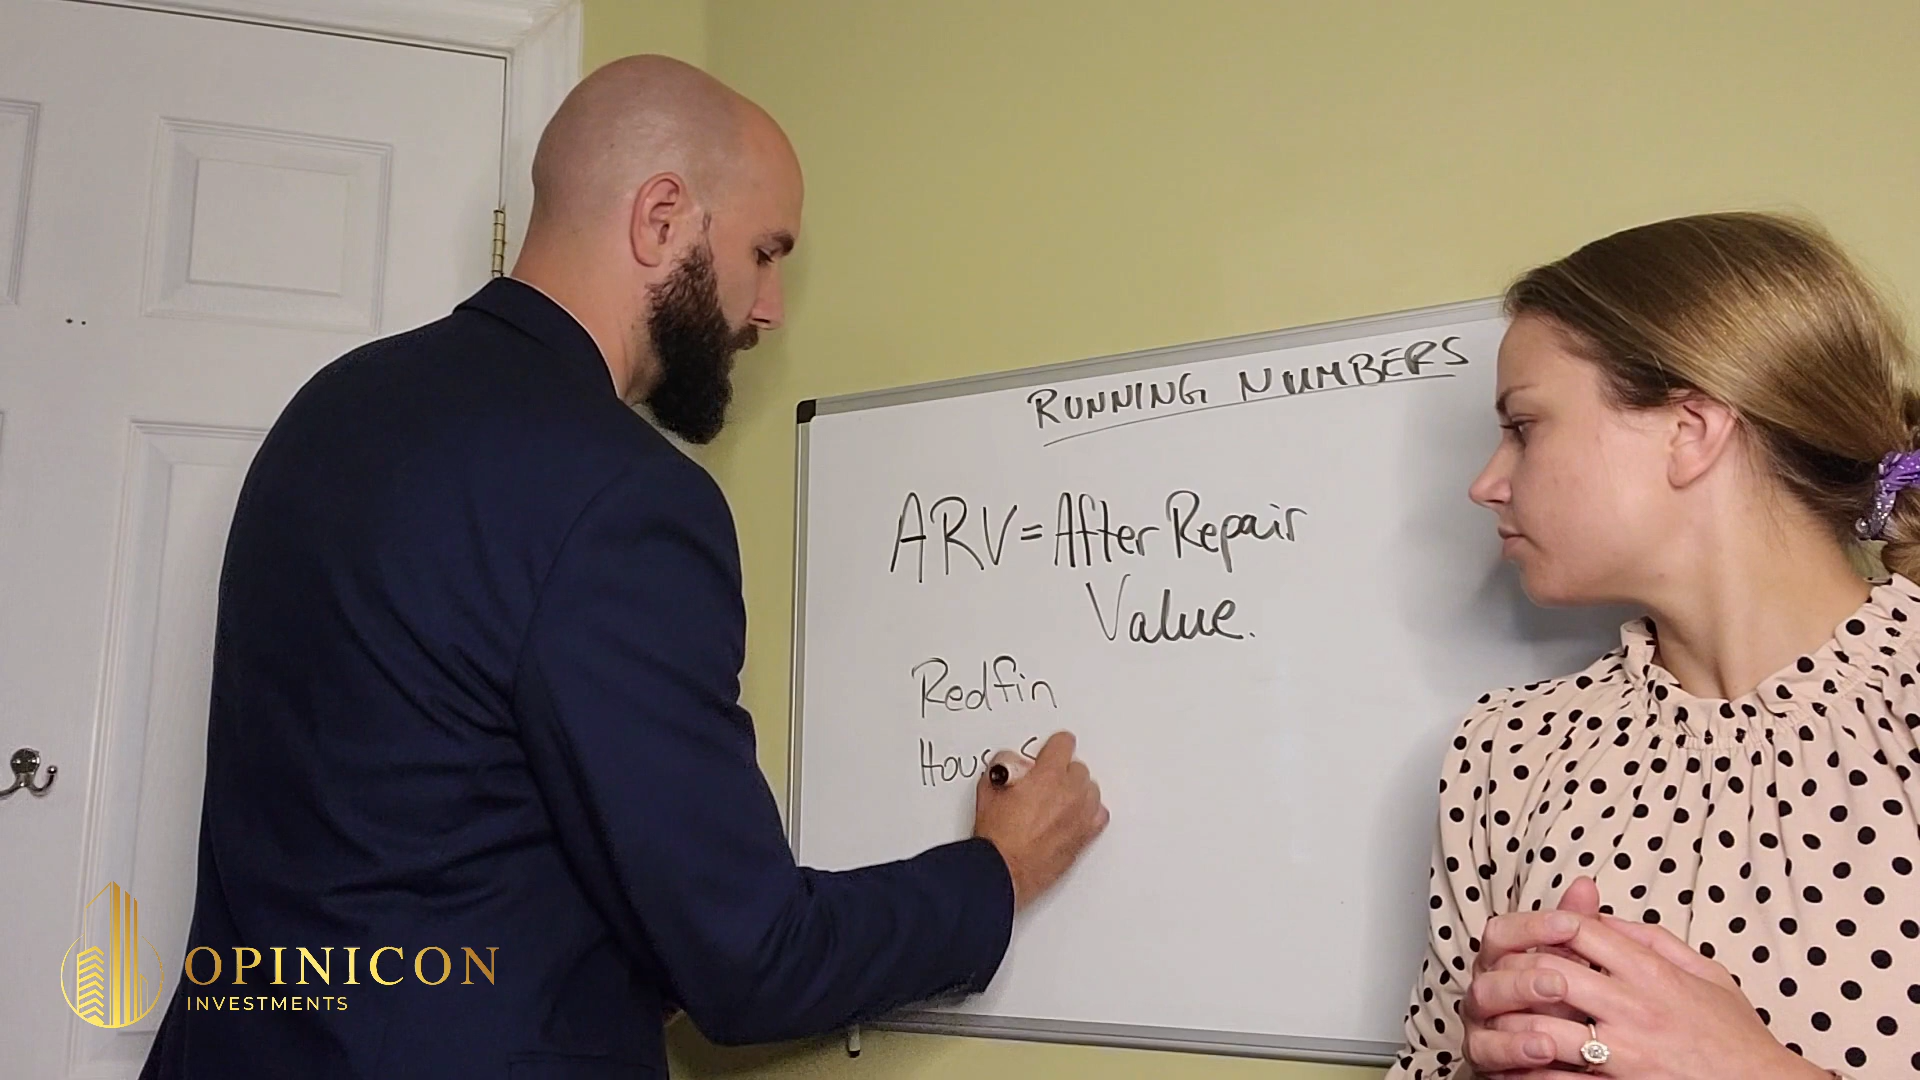 RUNNING NUMBERS
ARV = After Repair
Value.
Redfin
OPINICON
INVESTMENTS